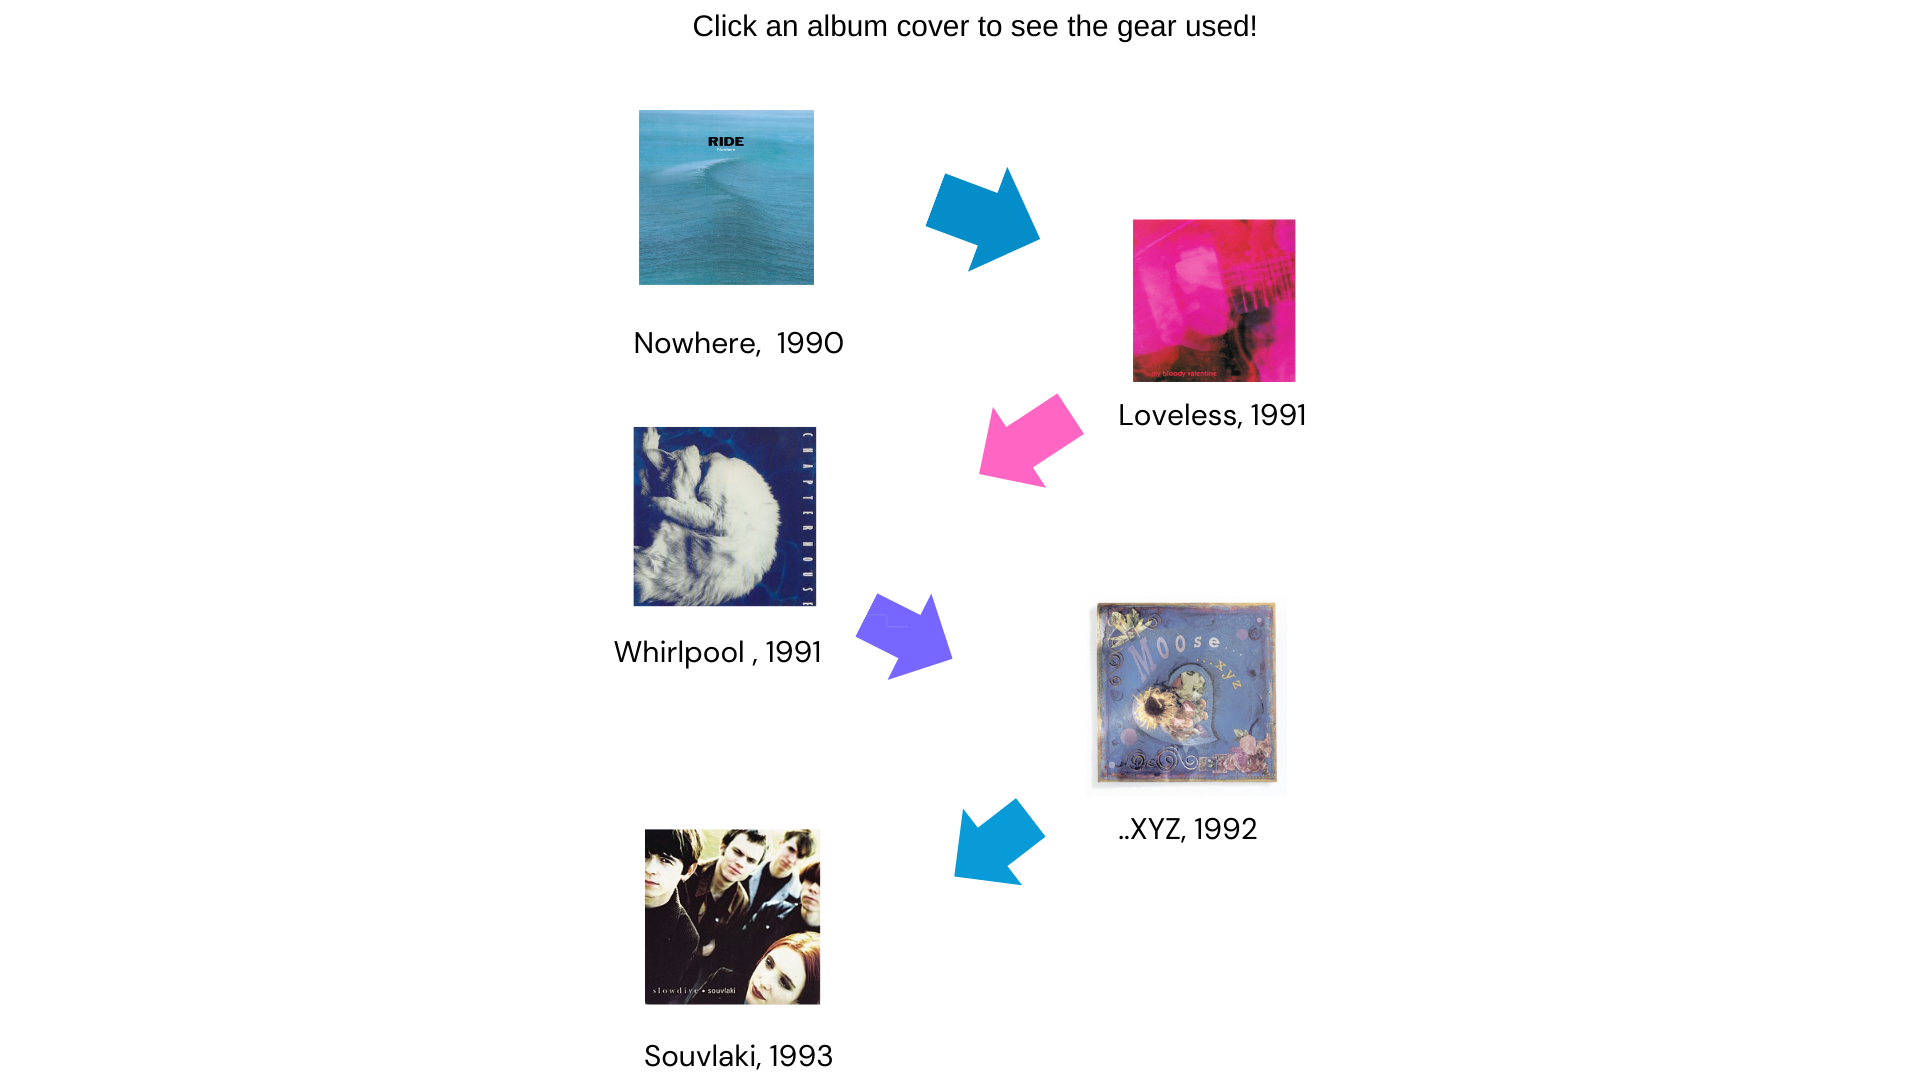 Click an album cover to see the gear used!
RIDE
Nowhere
Nowhere, 1990
my bloody valentine
Loveless, 1991
CHAPTERHOUSE
Whirlpool , 1991
Moose
...xyz
..XYZ, 1992
slowdive • souvlaki
Souvlaki, 1993